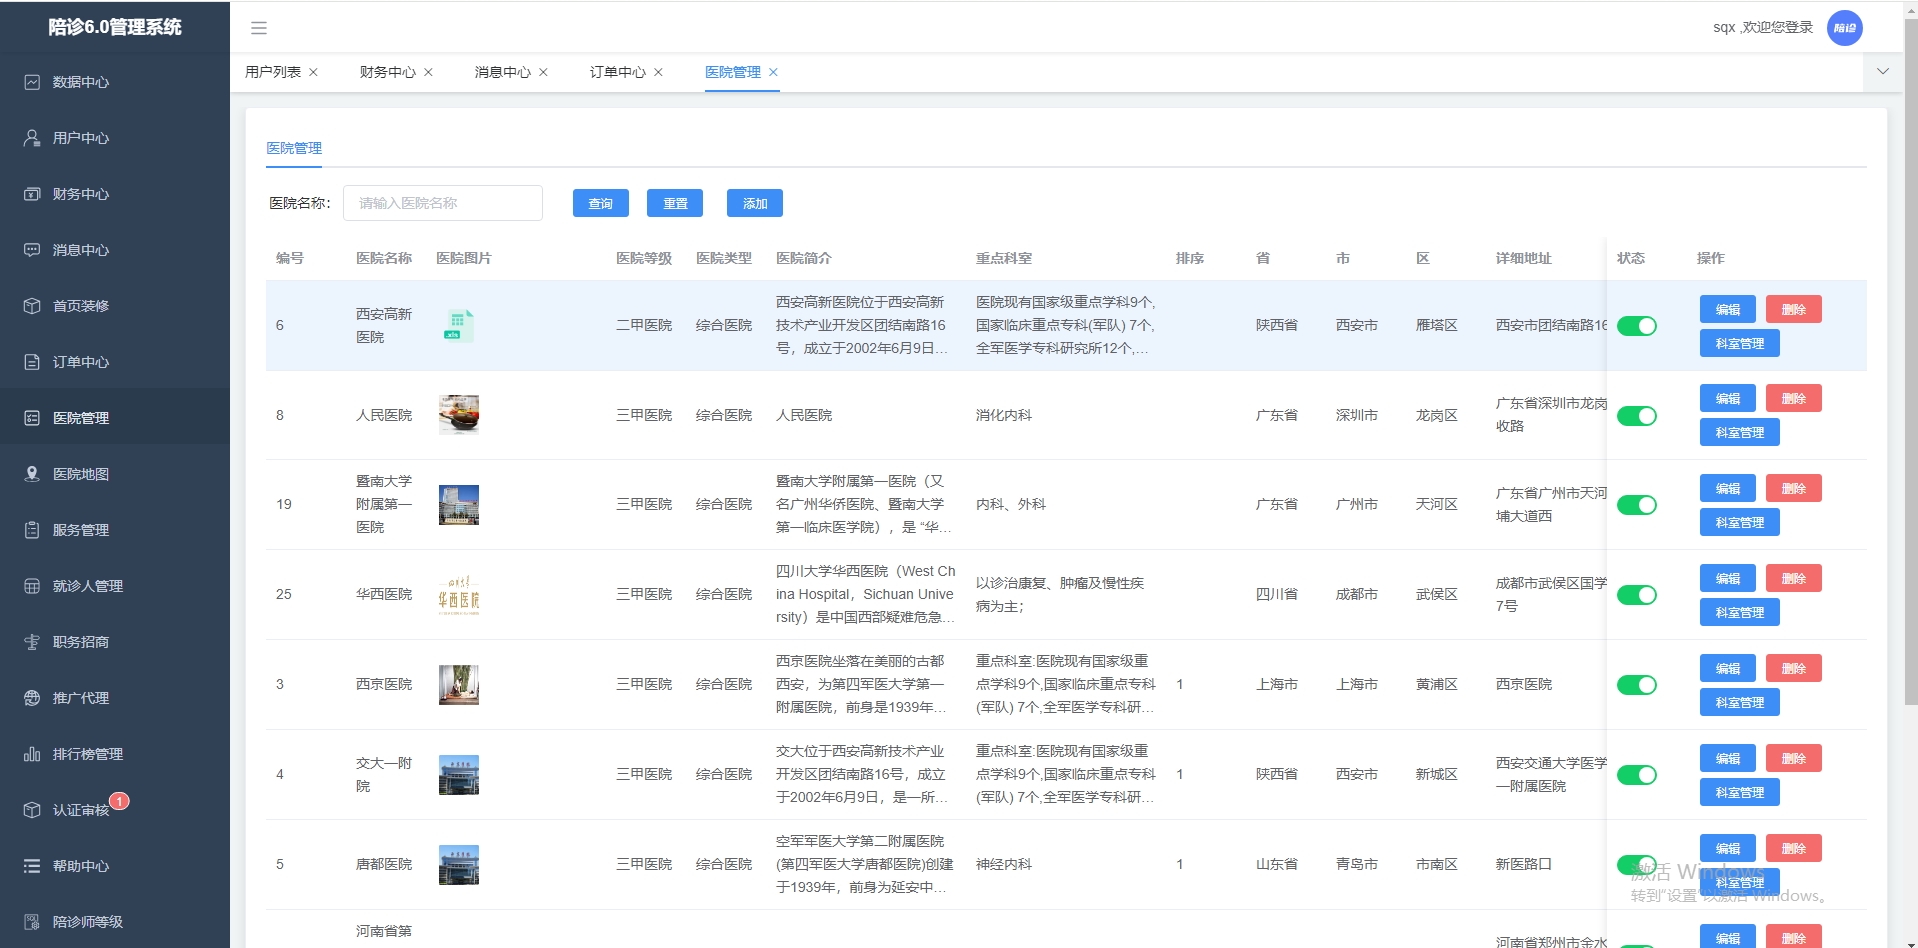 陪诊6.0管理系统
sqx ,欢迎您登录
陪诊
数据中心
用户中心
财务中心
消息中心
首页装修
订单中心
医院管理
医院地图
服务管理
就诊人管理
职务招商
推广代理
排行榜管理
认证审核 1
帮助中心
陪诊师等级
用户列表 财务中心 消息中心 订单中心 医院管理
医院管理
医院名称: 请输入医院名称 查询 重置 添加
编号 医院名称 医院图片 医院等级 医院类型 医院简介 重点科室 排序 省 市 区 详细地址 状态 操作
6
西安高新
医院
.xls
二甲医院 综合医院
西安高新医院位于西安高新
技术产业开发区团结南路16
号，成立于2002年6月9日...
医院现有国家级重点学科9个,
国家临床重点专科(军队) 7个,
全军医学专科研究所12个,...
陕西省 西安市 雁塔区 西安市团结南路16
编辑 删除
科室管理
8 人民医院 三甲医院 综合医院 人民医院 消化内科 广东省 深圳市 龙岗区
广东省深圳市龙岗
收路
编辑 删除
科室管理
19
暨南大学
附属第一
医院
三甲医院 综合医院
暨南大学附属第一医院（又
名广州华侨医院、暨南大学
第一临床医学院），是 “华...
内科、外科 广东省 广州市 天河区
广东省广州市天河
埔大道西
编辑 删除
科室管理
25 华西医院
华西医院
三甲医院 综合医院
四川大学华西医院（West Ch
ina Hospital，Sichuan Unive
rsity）是中国西部疑难危急...
以诊治康复、肿瘤及慢性疾
病为主；
四川省 成都市 武侯区
成都市武侯区国学
7号
编辑 删除
科室管理
3 西京医院 三甲医院 综合医院
西京医院坐落在美丽的古都
西安，为第四军医大学第一
附属医院，前身是1939年...
重点科室:医院现有国家级重
点学科9个,国家临床重点专科
(军队) 7个,全军医学专科研...
1 上海市 上海市 黄浦区 西京医院
编辑 删除
科室管理
4
交大一附
院
三甲医院 综合医院
交大位于西安高新技术产业
开发区团结南路16号，成立
于2002年6月9日，是一所...
重点科室:医院现有国家级重
点学科9个,国家临床重点专科
(军队) 7个,全军医学专科研...
1 陕西省 西安市 新城区
西安交通大学医学
一附属医院
编辑 删除
科室管理
5 唐都医院 三甲医院 综合医院
空军军医大学第二附属医院
(第四军医大学唐都医院)创建
于1939年，前身为延安中...
神经内科 1 山东省 青岛市 市南区 新医路口
编辑 删除
科室管理
激活 Windows
转到“设置”以激活 Windows。
河南省第
河南省郑州市金水
编辑 删除